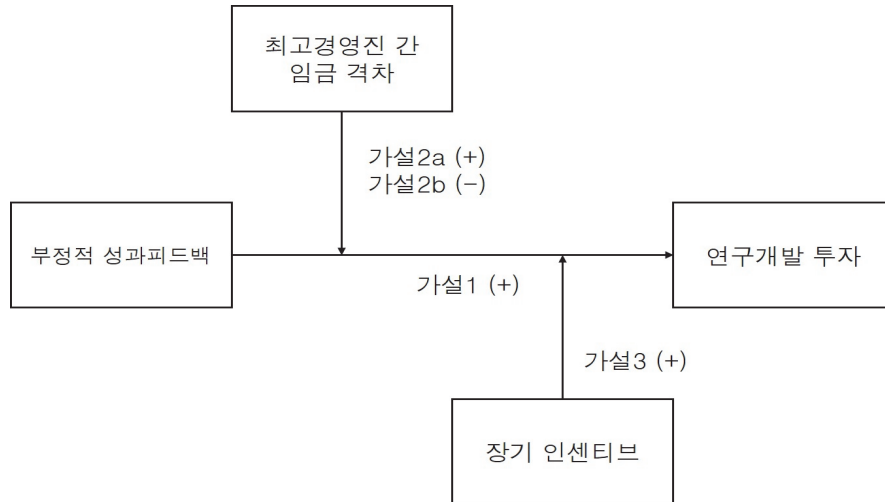 최고경영진 간
임금 격차
가설2a (+)
가설2b (−)
부정적 성과피드백
연구개발 투자
가설1 (+)
가설3 (+)
장기 인센티브